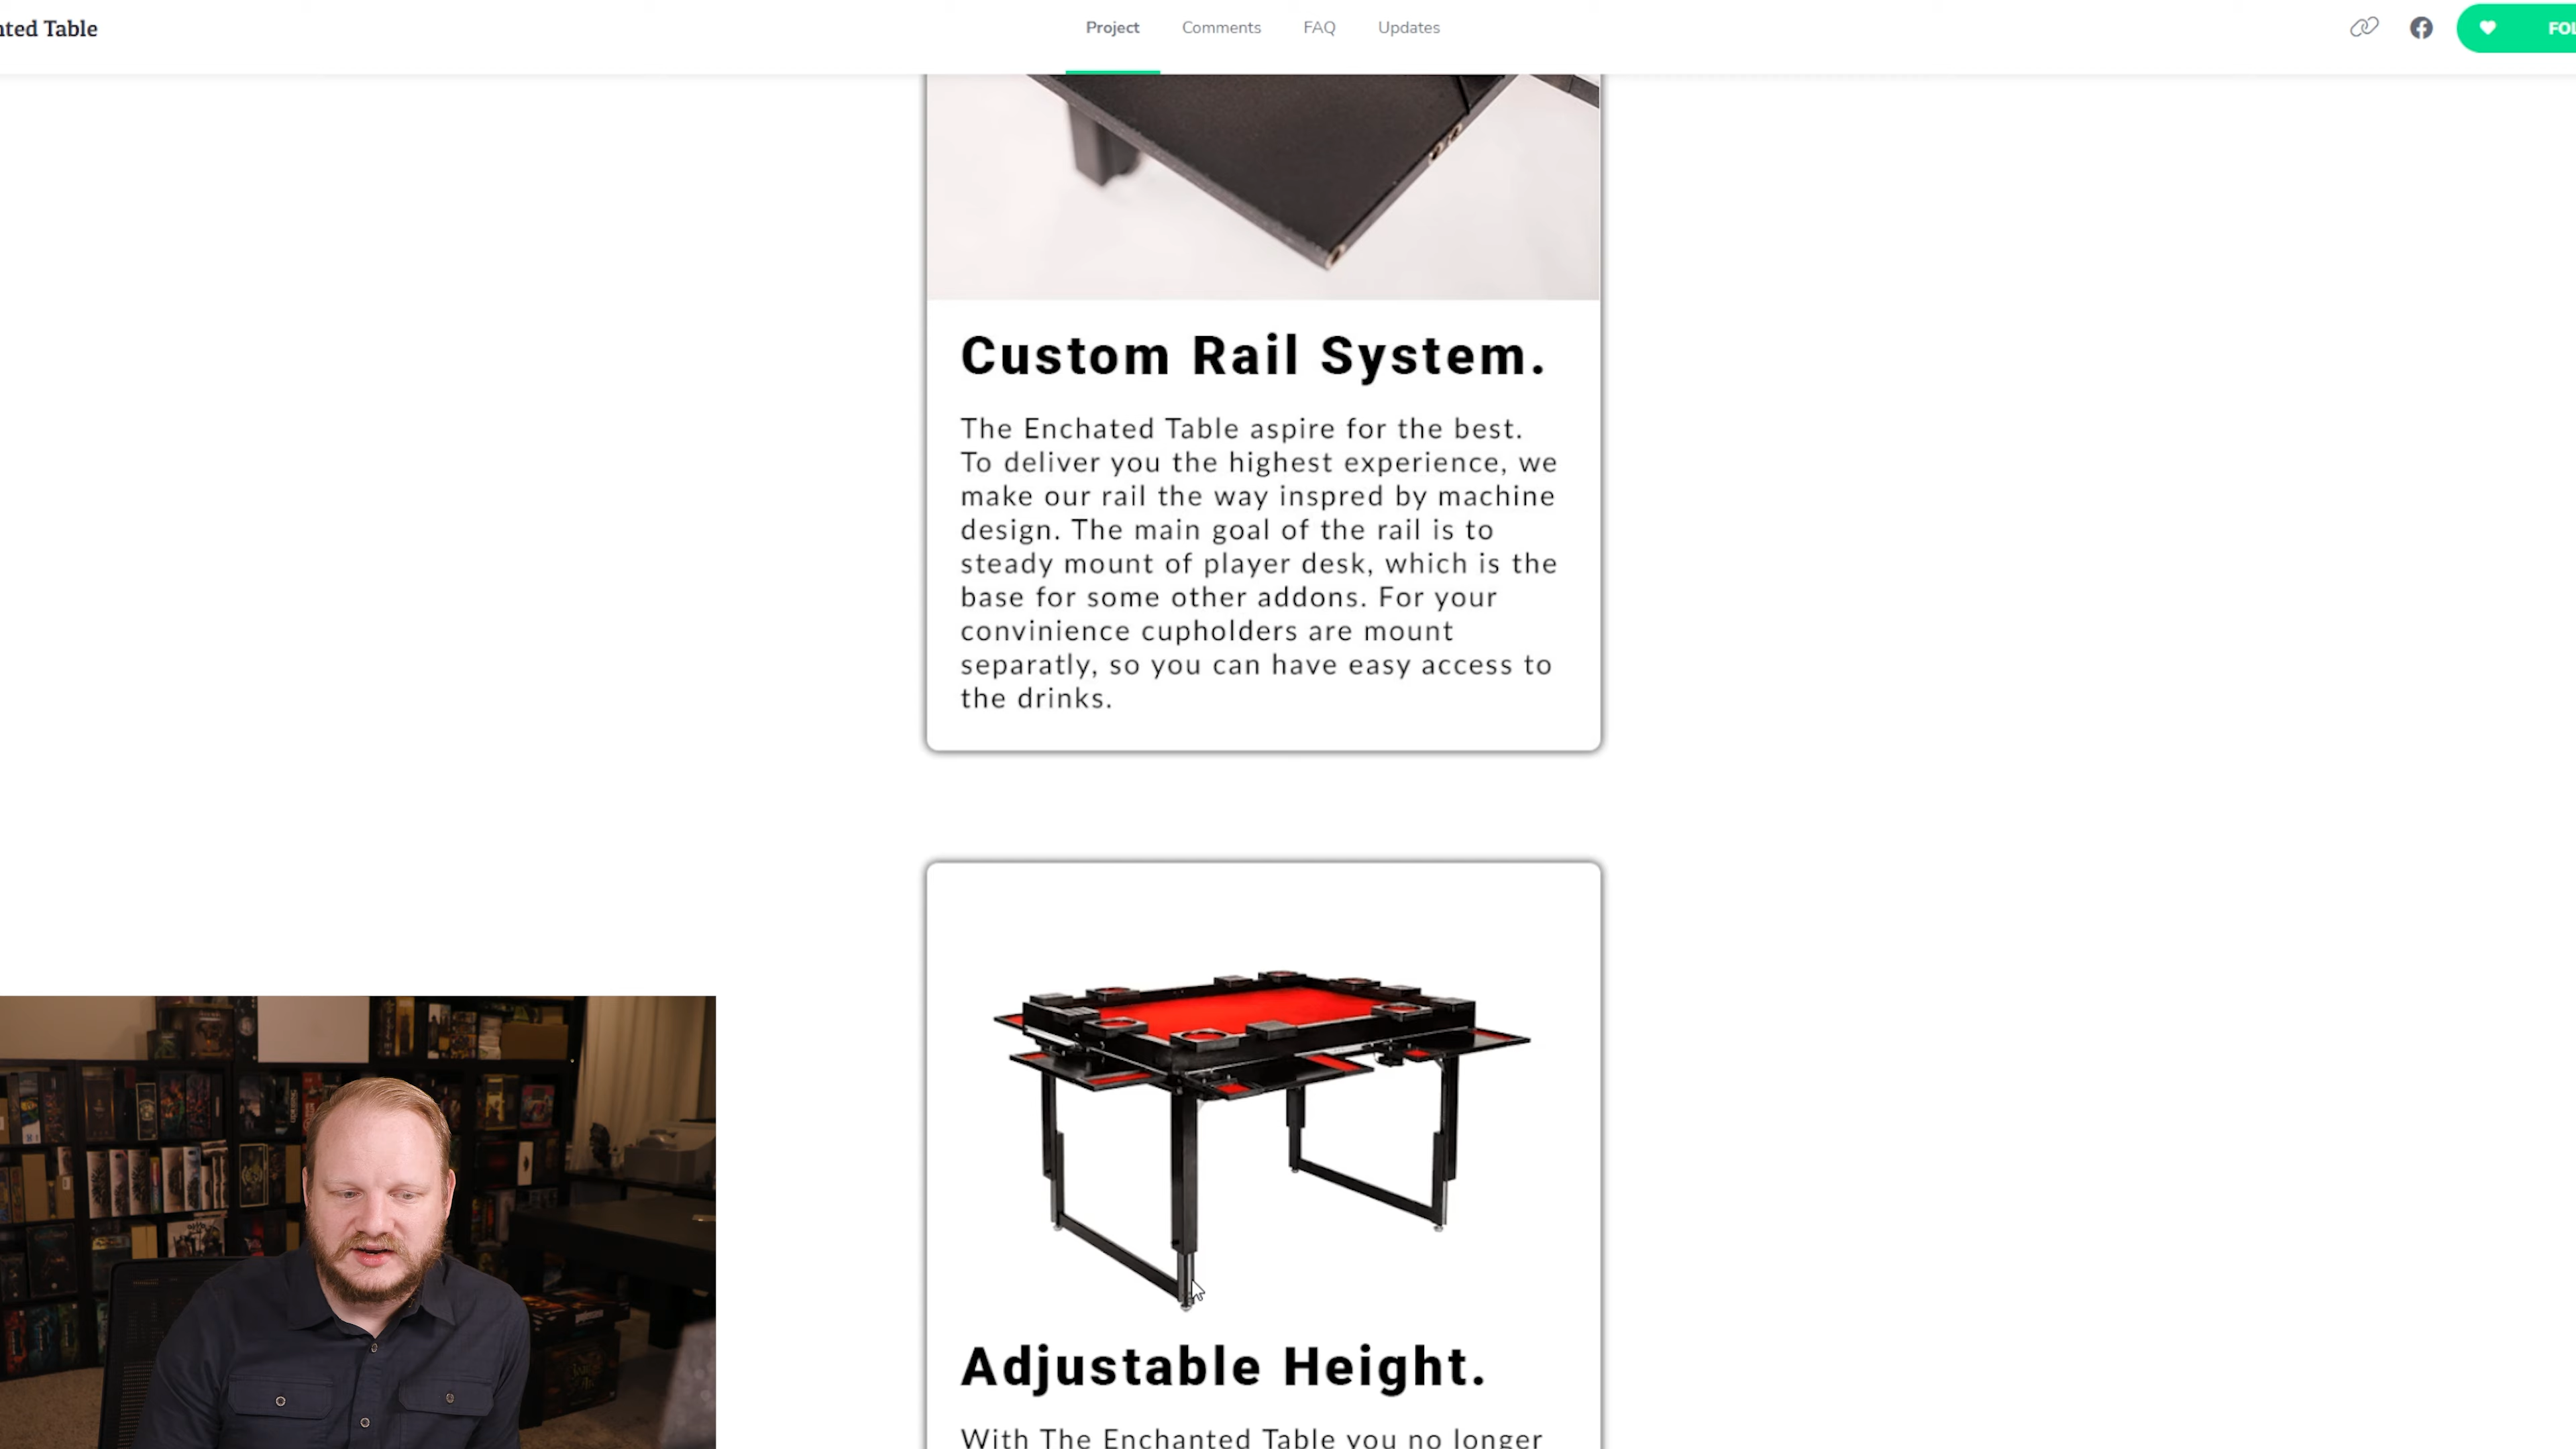 nted Table
Project Comments FAQ Updates
FOL
Custom Rail System.
The Enchated Table aspire for the best.
To deliver you the highest experience, we
make our rail the way inspred by machine
design. The main goal of the rail is to
steady mount of player desk, which is the
base for some other addons. For your
convinience cupholders are mount
separatly, so you can have easy access to
the drinks.
Adjustable Height.
With The Enchanted Table you no longer